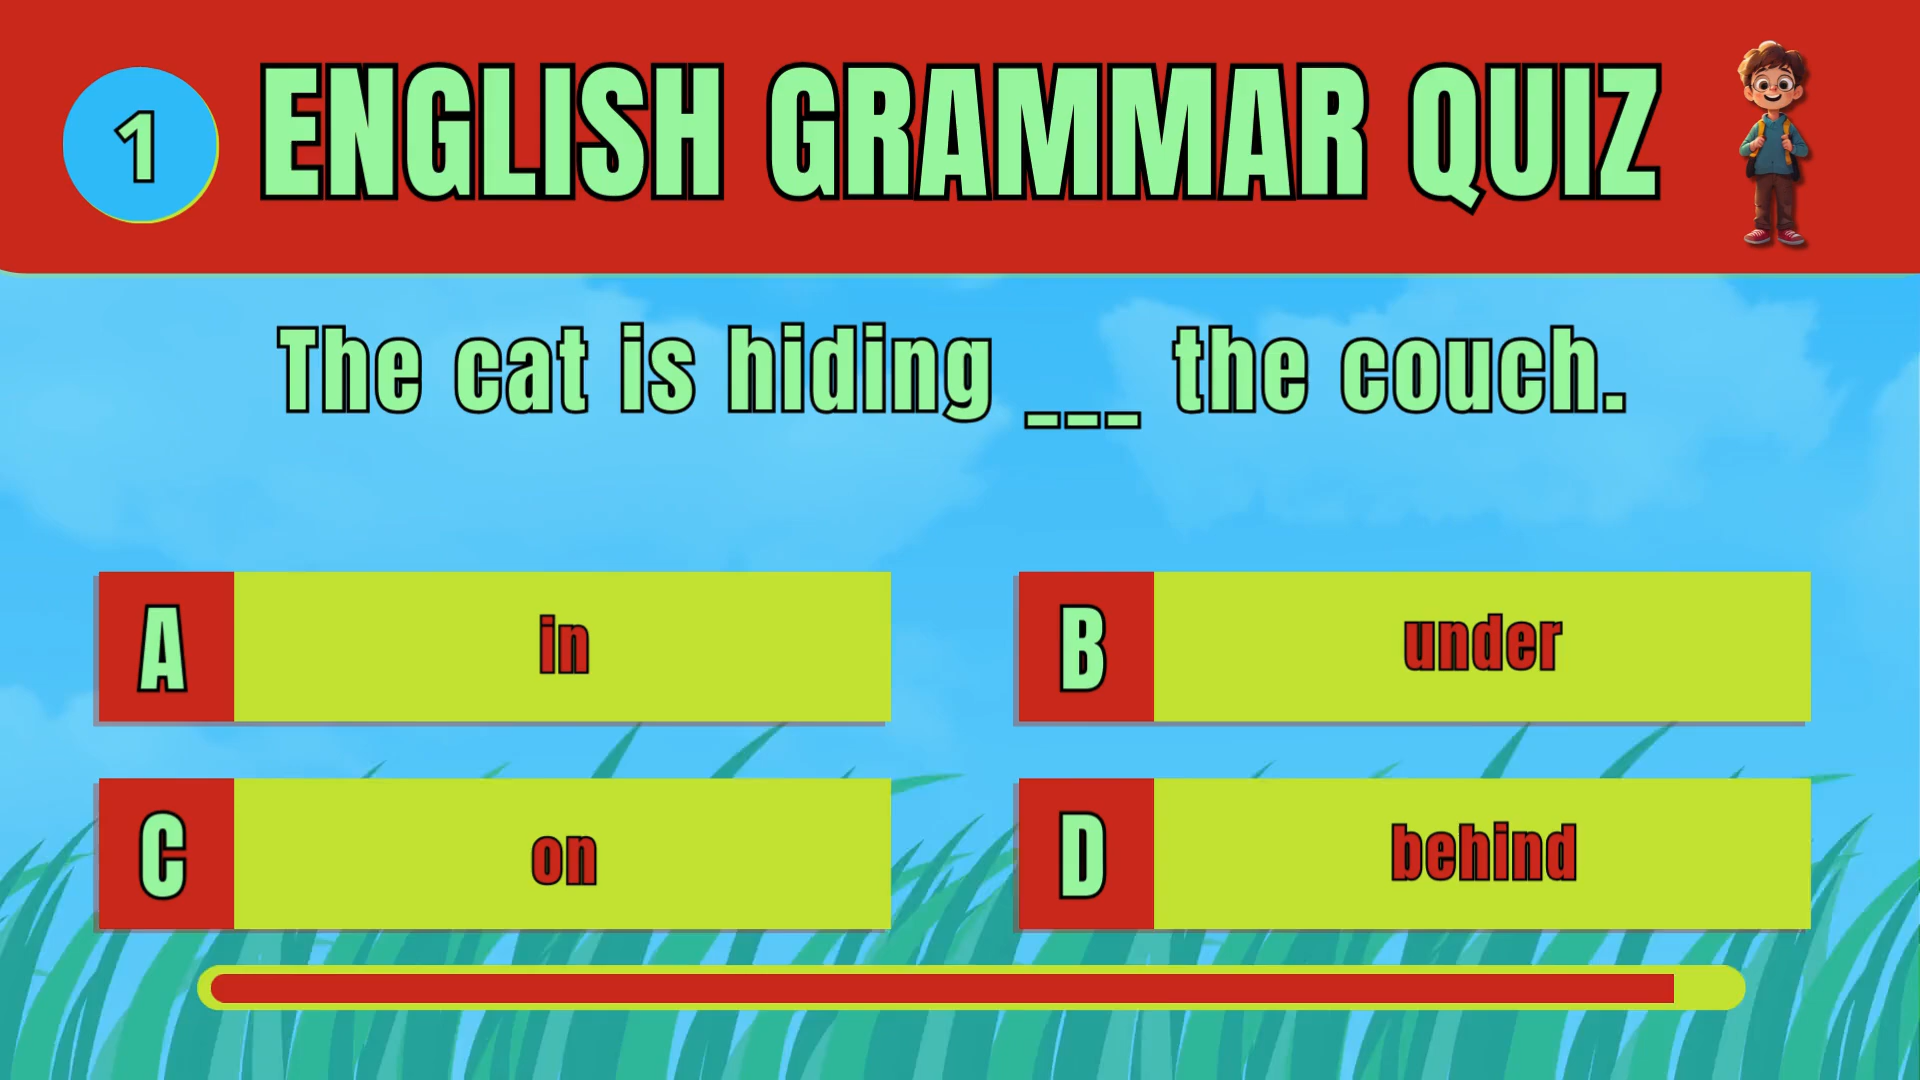 1
ENGLISH GRAMMAR QUIZ
The cat is hiding ___ the couch.
A
in
B
under
C
on
D
behind